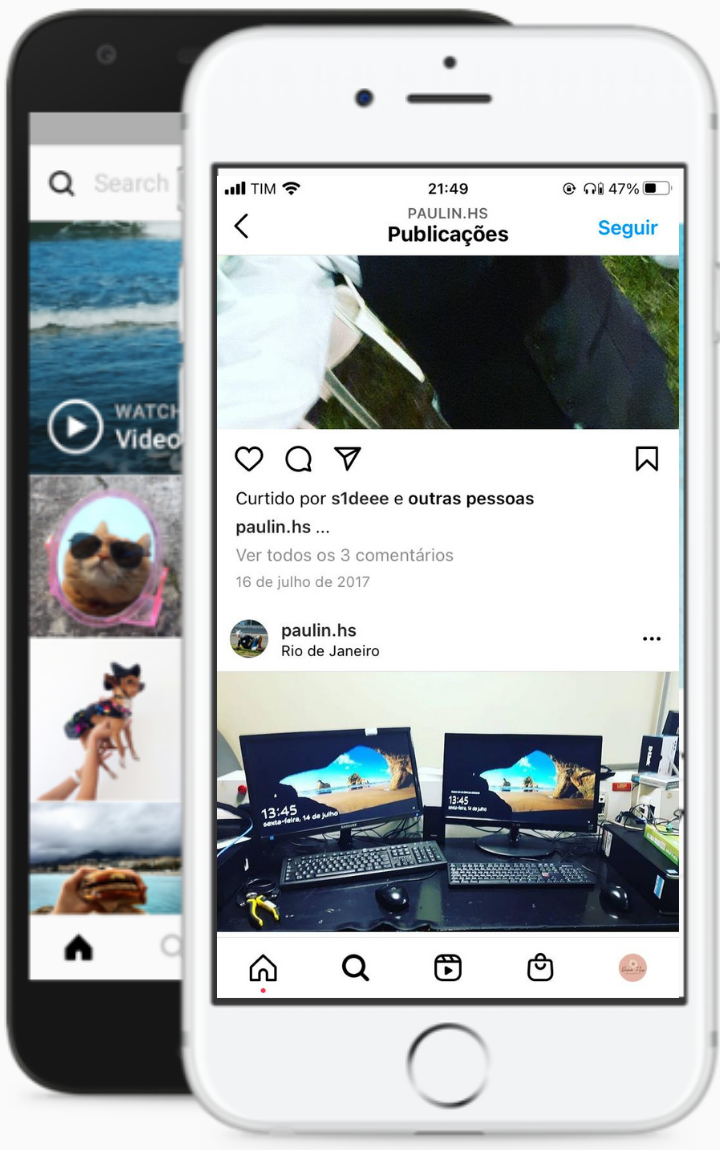 Search
WATCH
Video
TIM
21:49
47%
PAULIN.HS
Publicações
Seguir
Curtido por s1deee e outras pessoas
paulin.hs ...
Ver todos os 3 comentários
16 de julho de 2017
paulin.hs
Rio de Janeiro
13:45
sexta-feira, 14 de julho
13:45
sexta-feira, 14 de julho
D-Link